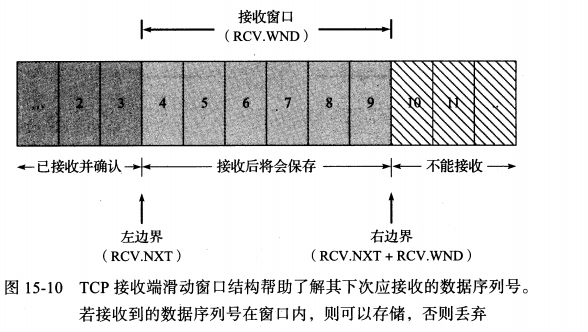 接收窗口
（RCV.WND）
... 2 3 4 5 6 7 8 9 10 11 ..
已接收并确认 接收后将会保存 不能接收
左边界 右边界
（RCV.NXT） （RCV.NXT + RCV.WND）
图 15-10 TCP 接收端滑动窗口结构帮助了解其下次应接收的数据序列号。
若接收到的数据序列号在窗口内，则可以存储，否则丢弃